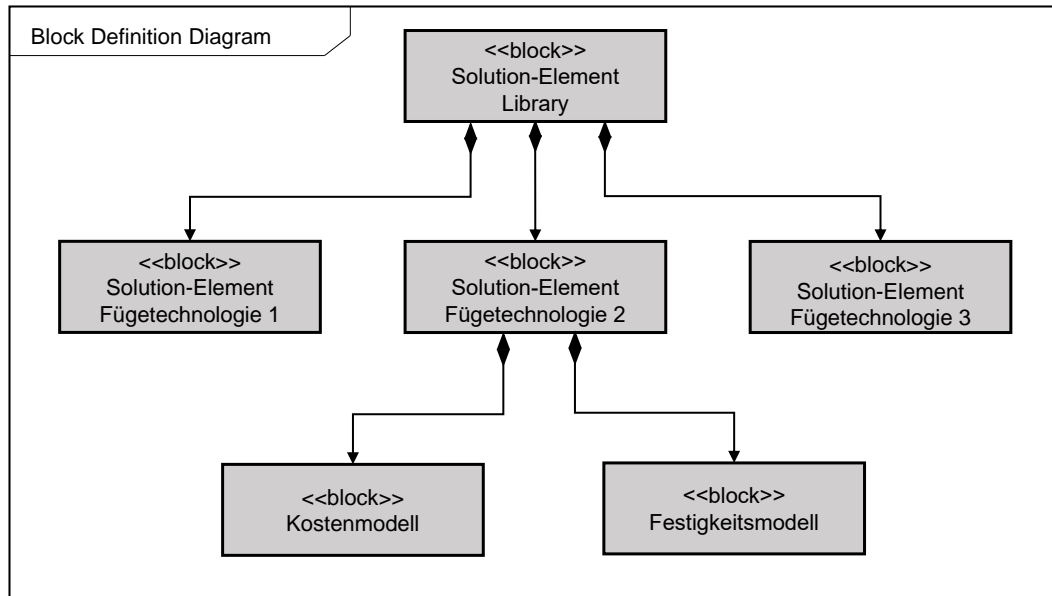 Block Definition Diagram
<<block>>
Solution-Element
Library
<<block>>
Solution-Element
Fügetechnologie 1
<<block>>
Solution-Element
Fügetechnologie 2
<<block>>
Solution-Element
Fügetechnologie 3
<<block>>
Kostenmodell
<<block>>
Festigkeitsmodell